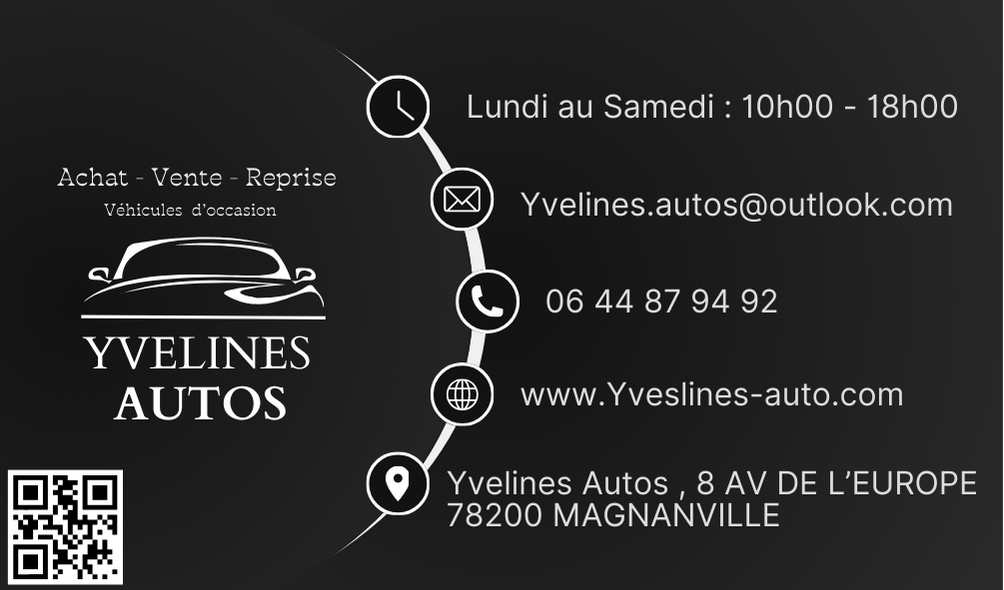 Achat - Vente - Reprise
Véhicules d'occasion
YVELINES
AUTOS
Lundi au Samedi : 10h00 - 18h00
Yvelines.autos@outlook.com
06 44 87 94 92
www.Yveslines-auto.com
Yvelines Autos , 8 AV DE L'EUROPE
78200 MAGNANVILLE